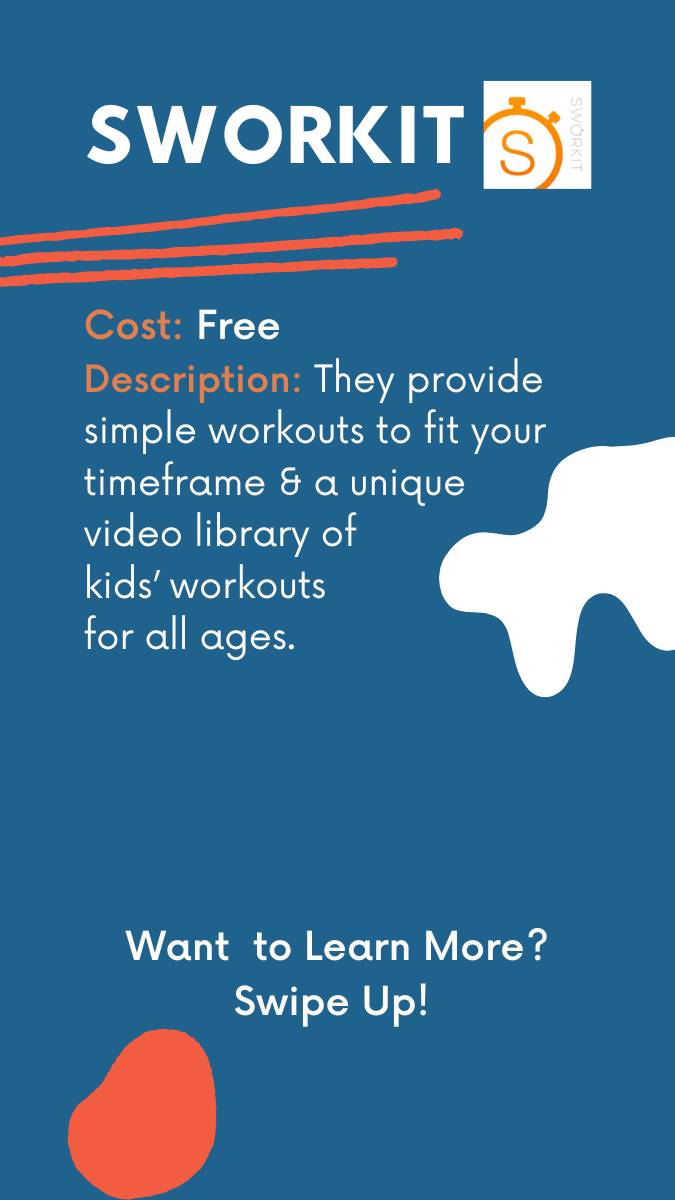 SWORKIT
S
SWORKIT
Cost: Free
Description: They provide
simple workouts to fit your
timeframe & a unique
video library of
kids’ workouts
for all ages.
Want  to Learn More?
Swipe Up!